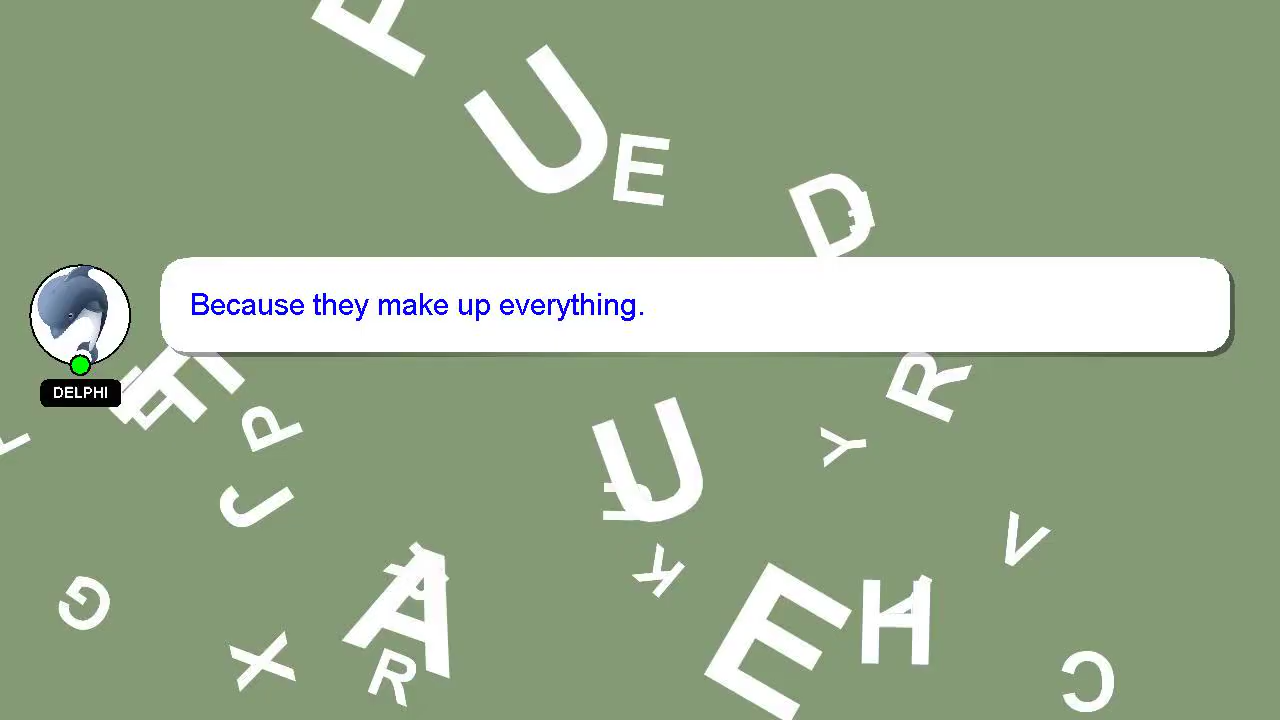 Because they make up everything.
DELPHI
P
U
E
D
R
P
J
U
Y
K
V
G
X
A
R
E
H
C